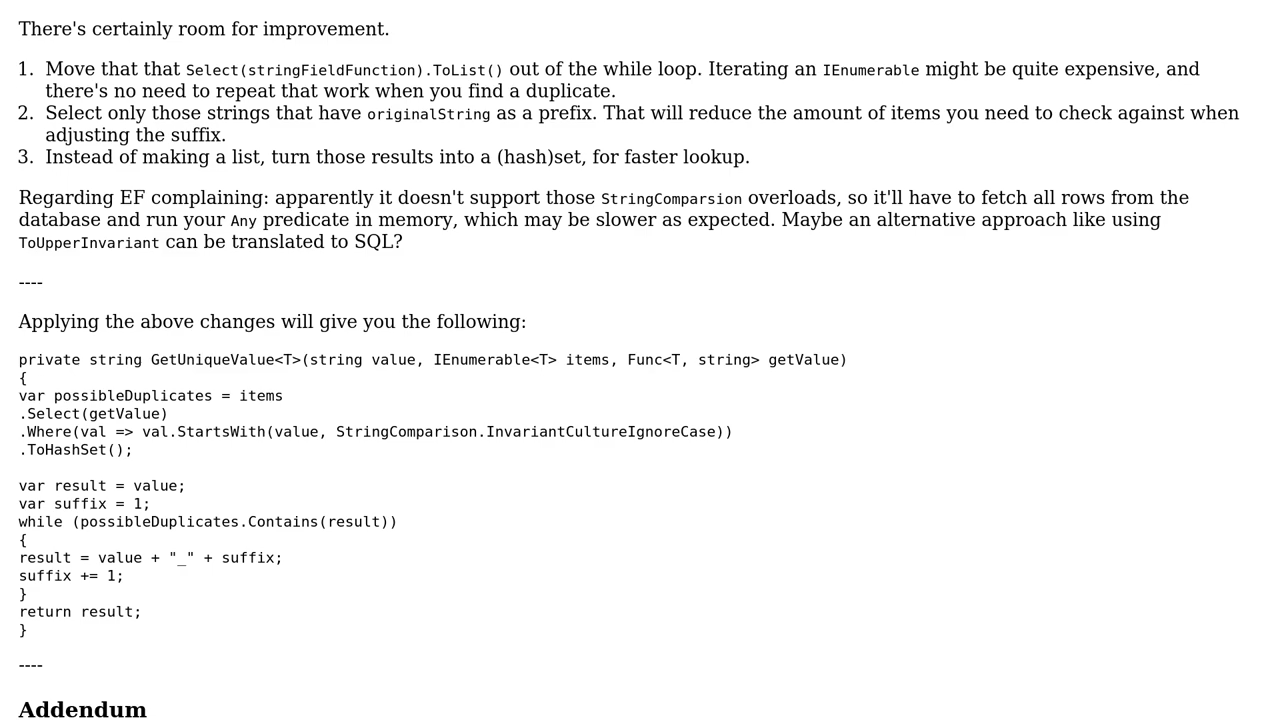 There's certainly room for improvement.
1. Move that that Select(stringFieldFunction).ToList() out of the while loop. Iterating an IEnumerable might be quite expensive, and
there's no need to repeat that work when you find a duplicate.
2. Select only those strings that have originalString as a prefix. That will reduce the amount of items you need to check against when
adjusting the suffix.
3. Instead of making a list, turn those results into a (hash)set, for faster lookup.
Regarding EF complaining: apparently it doesn't support those StringComparsion overloads, so it'll have to fetch all rows from the
database and run your Any predicate in memory, which may be slower as expected. Maybe an alternative approach like using
ToUpperInvariant can be translated to SQL?
----
Applying the above changes will give you the following:
private string GetUniqueValue<T>(string value, IEnumerable<T> items, Func<T, string> getValue)
{
var possibleDuplicates = items
.Select(getValue)
.Where(val => val.StartsWith(value, StringComparison.InvariantCultureIgnoreCase))
.ToHashSet();
var result = value;
var suffix = 1;
while (possibleDuplicates.Contains(result))
{
result = value + "_" + suffix;
suffix += 1;
}
return result;
}
----
Addendum